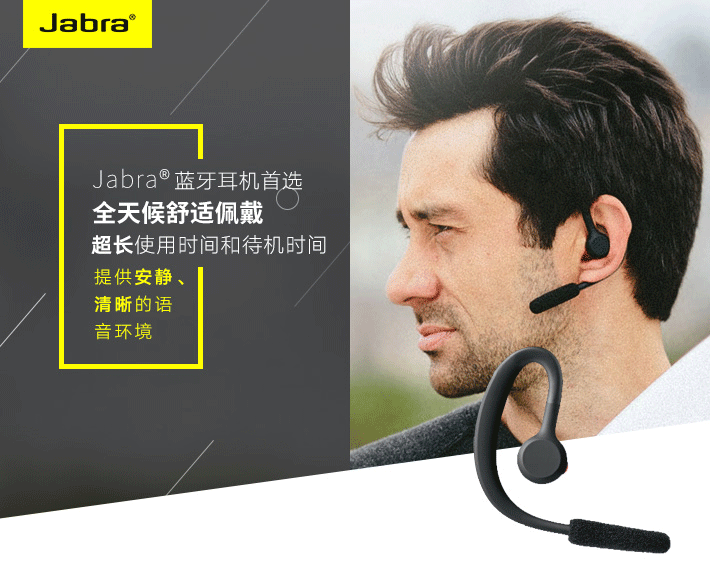 Jabra®
Jabra®蓝牙耳机首选
全天候舒适佩戴
超长使用时间和待机时间
提供安静、
清晰的语
音环境